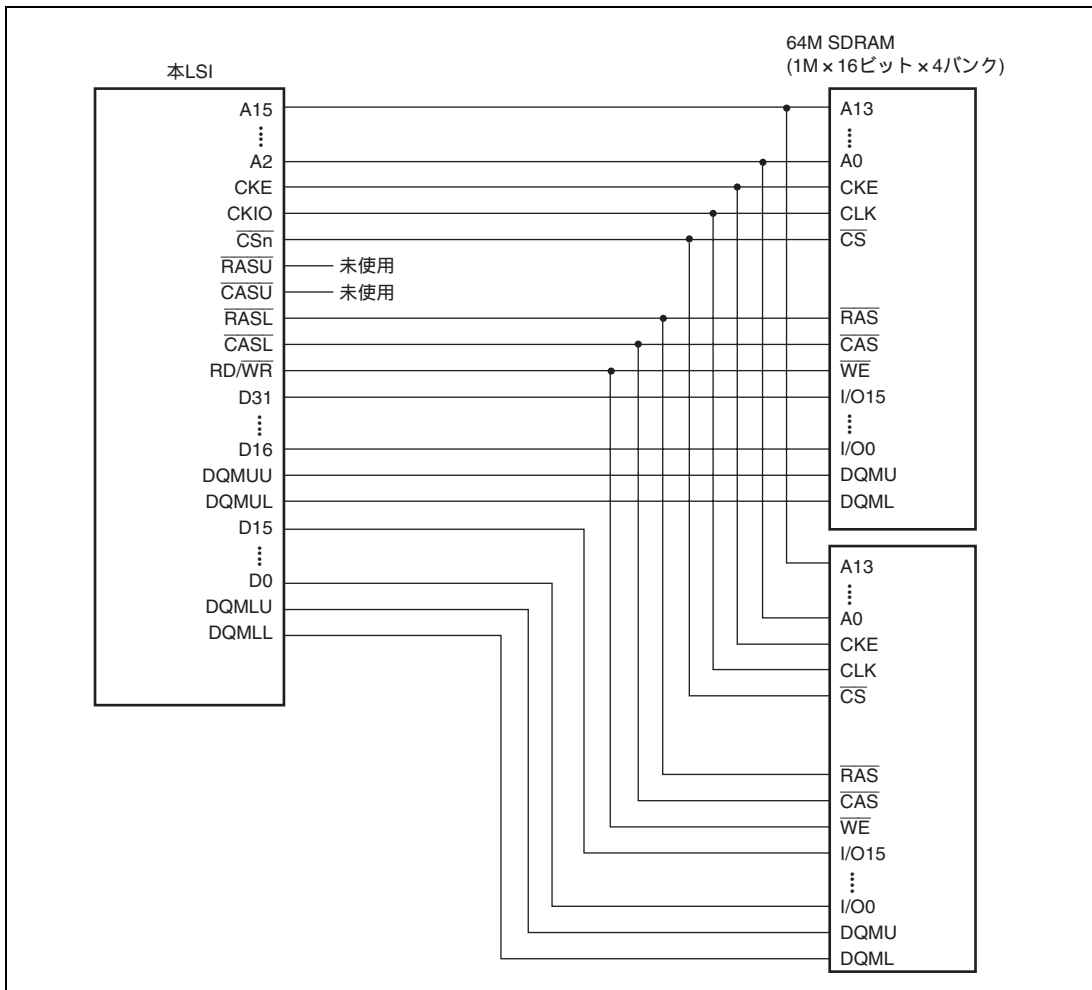 64M SDRAM
(1M×16ビット×4バンク)
本LSI
A15
A2
CKE
CKIO
CSn
RASU
未使用
CASU
未使用
RASL
CASL
RD/WR
D31
D16
DQMUU
DQMUL
D15
D0
DQMLU
DQMLL
A13
A0
CKE
CLK
CS
RAS
CAS
WE
I/O15
I/O0
DQMU
DQML
A13
A0
CKE
CLK
CS
RAS
CAS
WE
I/O15
I/O0
DQMU
DQML